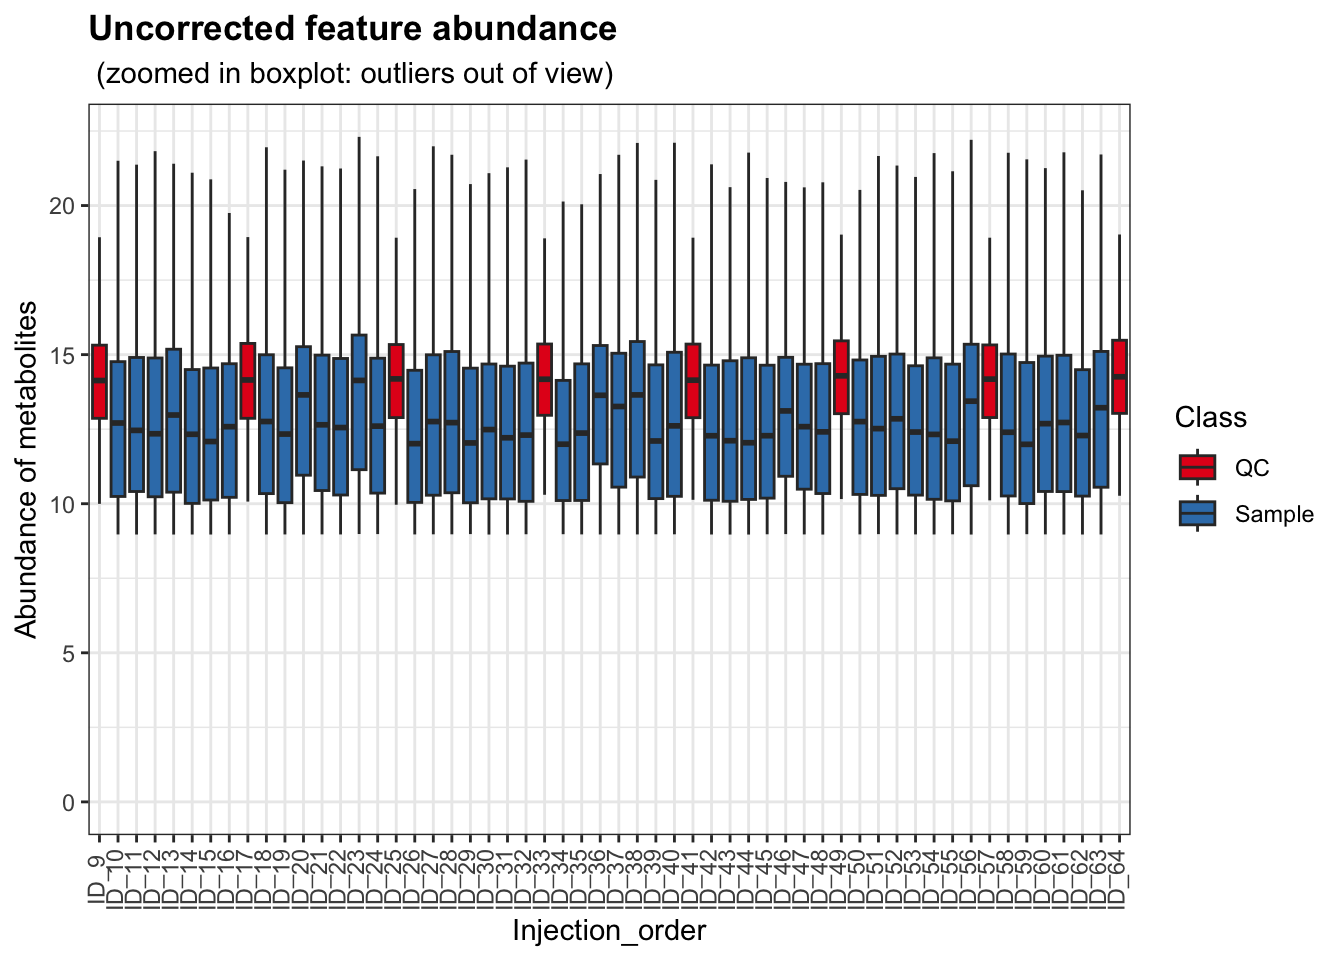 Uncorrected feature abundance
(zoomed in boxplot: outliers out of view)
Abundance of metabolites
20
15
10
5
0
ID_9
ID_10
ID_11
ID_12
ID_13
ID_14
ID_15
ID_16
ID_17
ID_18
ID_19
ID_20
ID_21
ID_22
ID_23
ID_24
ID_25
ID_26
ID_27
ID_28
ID_29
ID_30
ID_31
ID_32
ID_33
ID_34
ID_35
ID_36
ID_37
ID_38
ID_39
ID_40
ID_41
ID_42
ID_43
ID_44
ID_45
ID_46
ID_47
ID_48
ID_49
ID_50
ID_51
ID_52
ID_53
ID_54
ID_55
ID_56
ID_57
ID_58
ID_59
ID_60
ID_61
ID_62
ID_63
ID_64
Injection_order
Class
QC
Sample